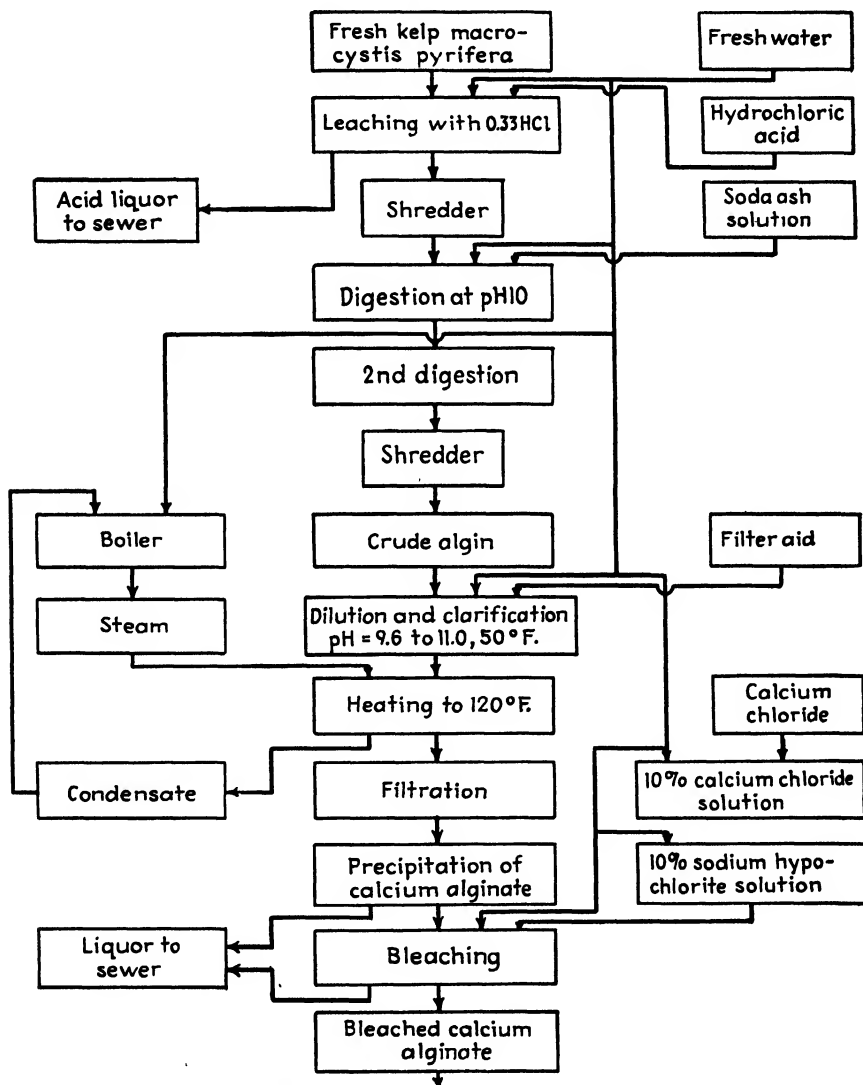 Fresh kelp macro-
cystis pyrifera
Fresh water
Leaching with 0.33HCl
Hydrochloric
acid
Acid liquor
to sewer
Shredder
Soda ash
solution
Digestion at pH10
2nd digestion
Shredder
Boiler
Crude algin
Filter aid
Steam
Dilution and clarification
pH = 9.6 to 11.0, 50°F.
Heating to 120°F.
Calcium
chloride
Condensate
Filtration
10% calcium chloride
solution
Precipitation of
calcium alginate
10% sodium hypo-
chlorite solution
Liquor to
sewer
Bleaching
Bleached calcium
alginate